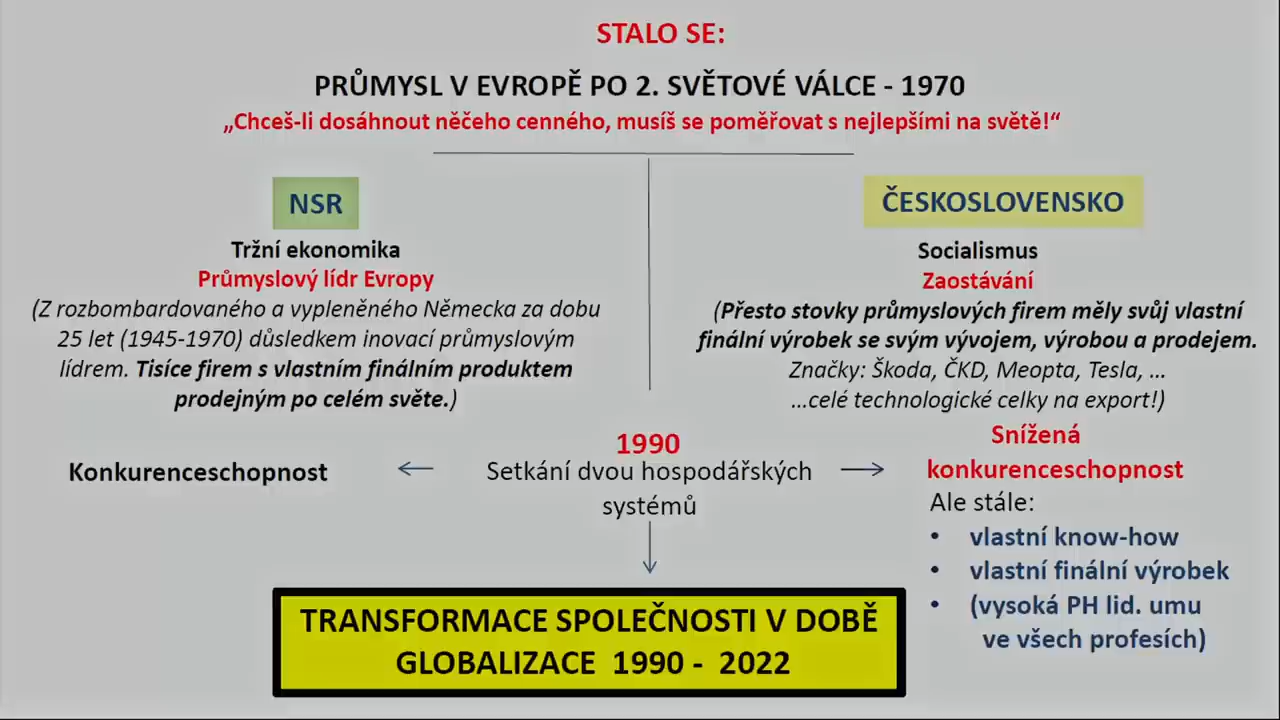 STALO SE:
PRŮMYSL V EVROPĚ PO 2. SVĚTOVÉ VÁLCE - 1970
„Chceš-li dosáhnout něčeho cenného, musíš se poměřovat s nejlepšími na světě!“
NSR
Tržní ekonomika
Průmyslový lídr Evropy
(Z rozbombardovaného a vypleněného Německa za dobu
25 let (1945-1970) důsledkem inovací průmyslovým
lídrem. Tisíce firem s vlastním finálním produktem
prodejným po celém světe.)
Konkurenceschopnost
ČESKOSLOVENSKO
Socialismus
Zaostávání
(Přesto stovky průmyslových firem měly svůj vlastní
finální výrobek se svým vývojem, výrobou a prodejem.
Značky: Škoda, ČKD, Meopta, Tesla, …
…celé technologické celky na export!)
Snížená
konkurenceschopnost
Ale stále:
• vlastní know-how
• vlastní finální výrobek
• (vysoká PH lid. umu
ve všech profesích)
1990
Setkání dvou hospodářských
systémů
TRANSFORMACE SPOLEČNOSTI V DOBĚ
GLOBALIZACE 1990 - 2022